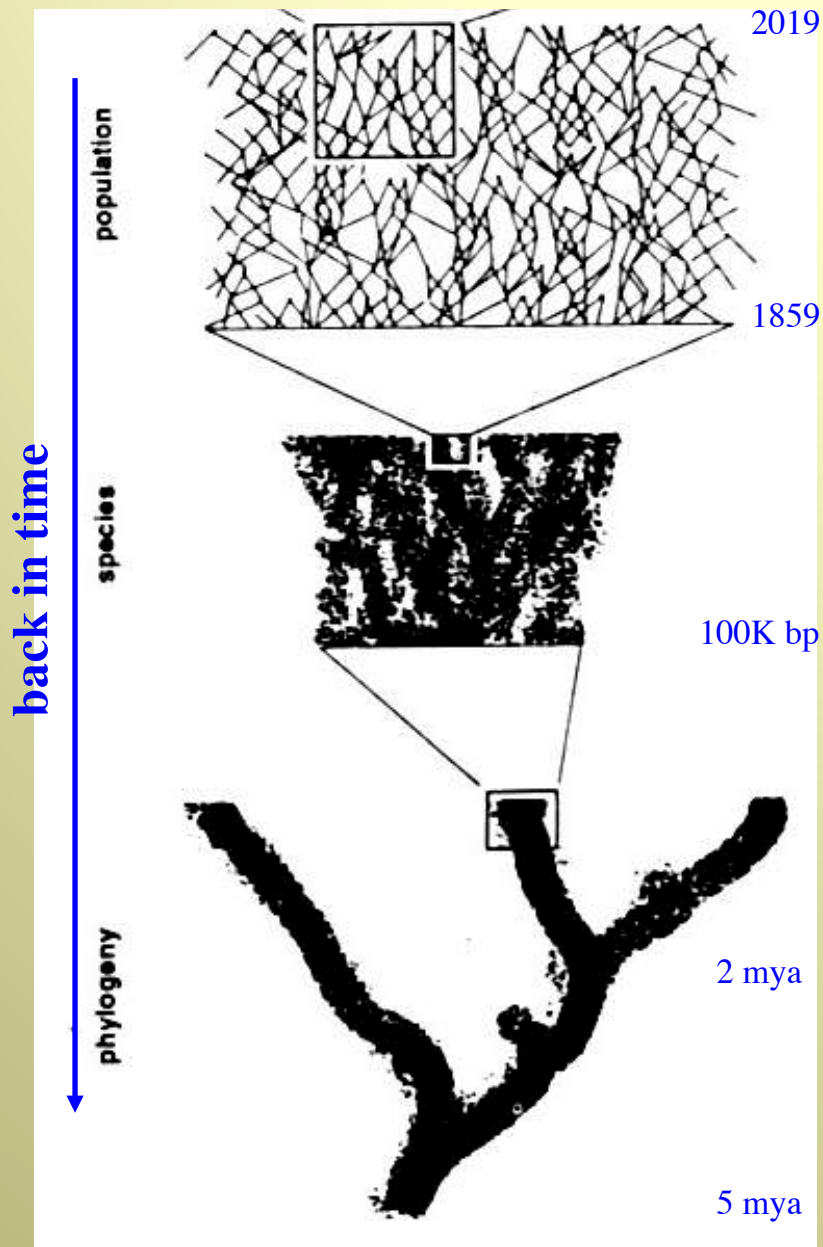 2019
population
1859
back in time
species
100K bp
2 mya
phylogeny
5 mya